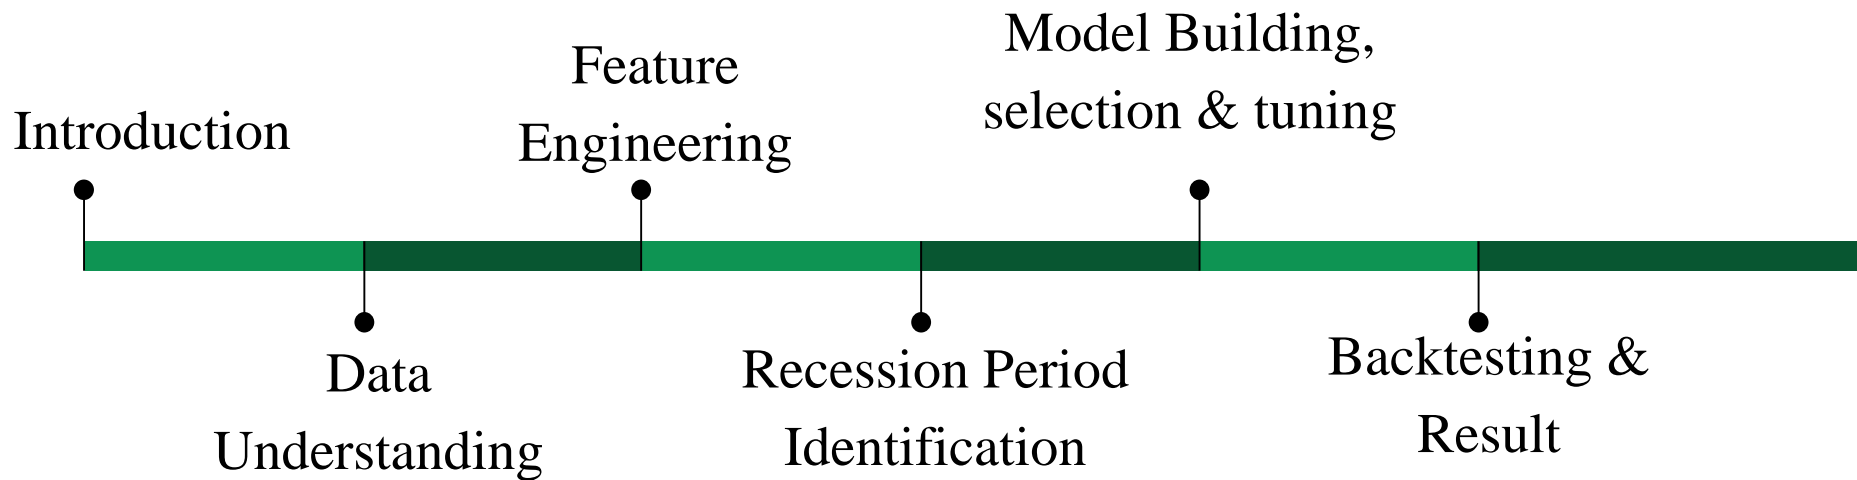 Introduction
Data
Understanding
Feature
Engineering
Recession Period
Identification
Model Building,
selection & tuning
Backtesting &
Result